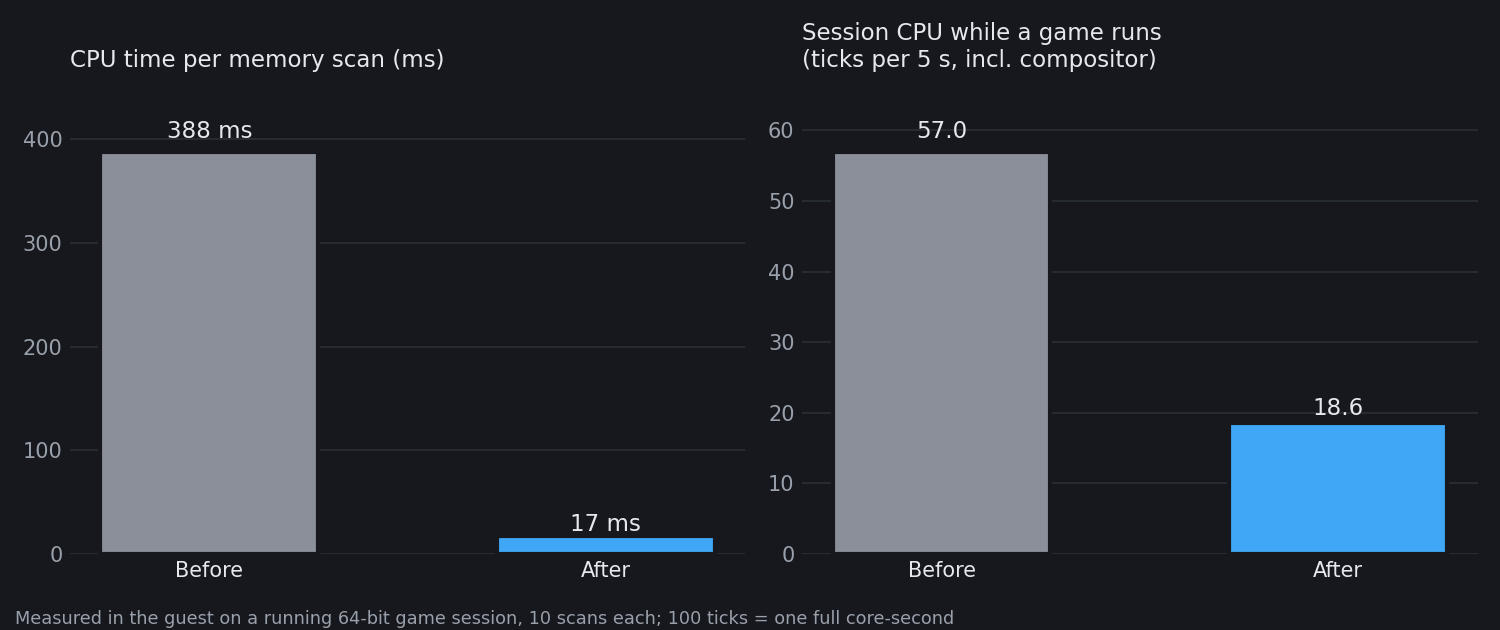 CPU time per memory scan (ms)
400
300
200
100
0
388 ms
17 ms
Before
After
Session CPU while a game runs
(ticks per 5 s, incl. compositor)
60
50
40
30
20
10
0
57.0
18.6
Before
After
Measured in the guest on a running 64-bit game session, 10 scans each; 100 ticks = one full core-second